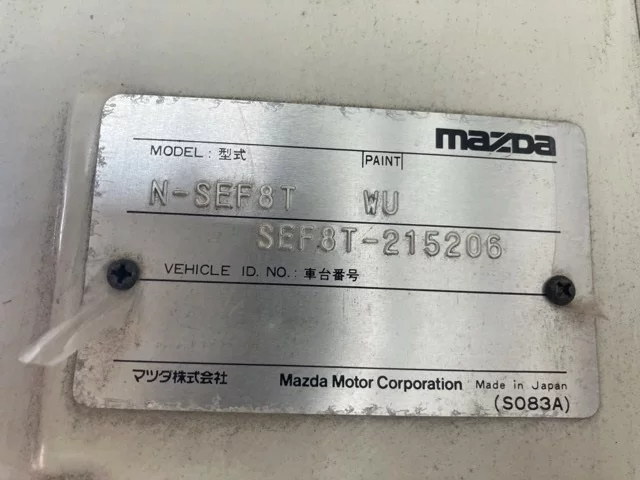 mazda
MODEL : 型式 PAINT
N-SEF8T WU
SEF8T-215206
VEHICLE ID. NO. : 車台番号
マツダ株式会社 Mazda Motor Corporation Made in Japan
(S083A)